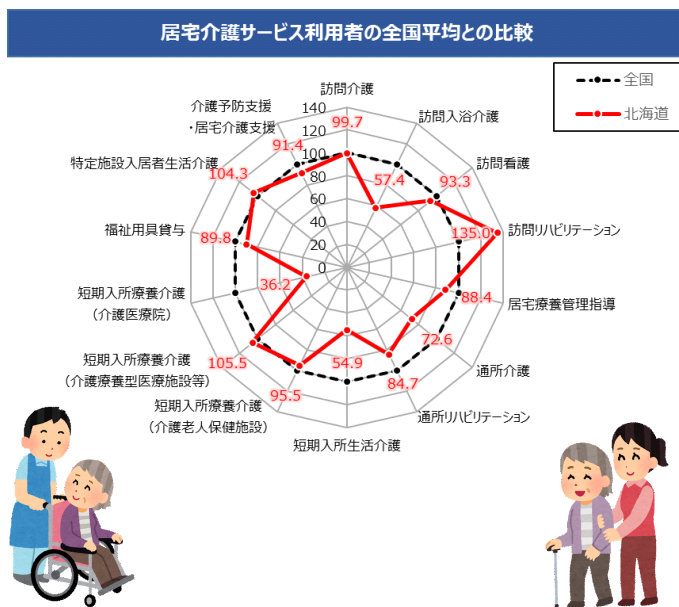 居宅介護サービス利用者の全国平均との比較
全国
北海道
訪問介護
訪問入浴介護
訪問看護
訪問リハビリテーション
居宅療養管理指導
通所介護
通所リハビリテーション
短期入所生活介護
短期入所療養介護
（介護老人保健施設）
短期入所療養介護
（介護療養型医療施設等）
短期入所療養介護
（介護医療院）
福祉用具貸与
特定施設入居者生活介護
介護予防支援
・居宅介護支援
140
120
100
80
60
40
20
0
99.7
57.4
93.3
135.0
88.4
72.6
84.7
54.9
95.5
105.5
36.2
89.8
104.3
91.4